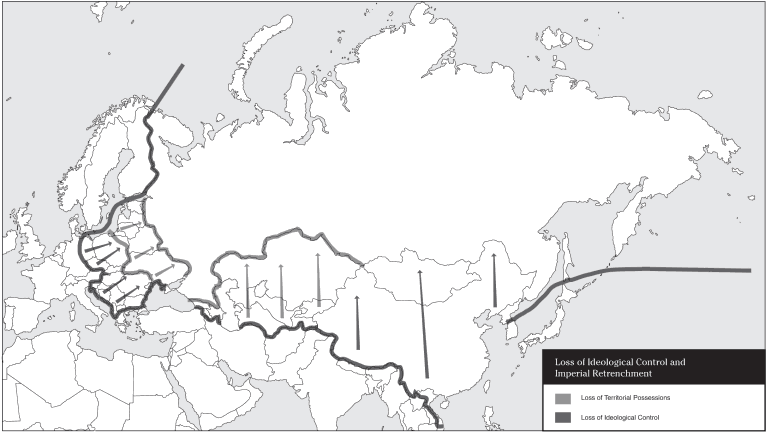 Loss of Ideological Control and
Imperial Retrenchment
Loss of Territorial Possessions
Loss of Ideological Control